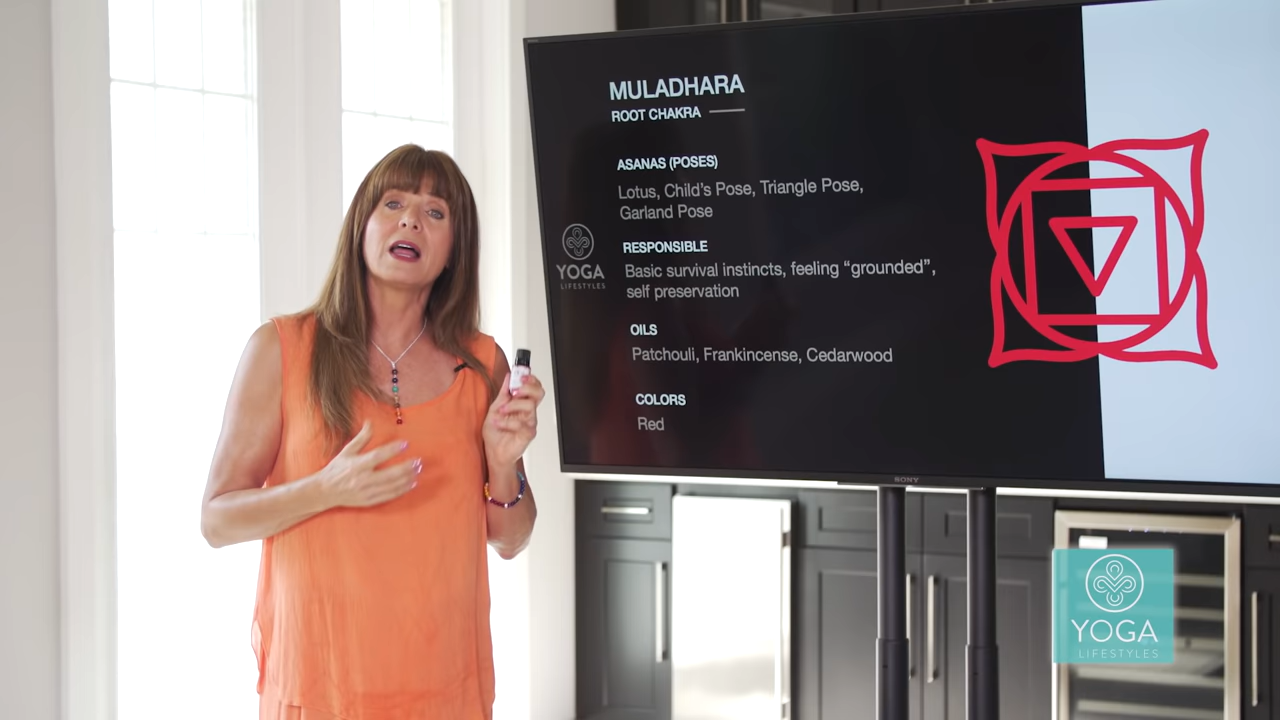 MULADHARA
ROOT CHAKRA
ASANAS (POSES)
Lotus, Child's Pose, Triangle Pose,
Garland Pose
RESPONSIBLE
Basic survival instincts, feeling “grounded”,
self preservation
OILS
Patchouli, Frankincense, Cedarwood
COLORS
Red
YOGA
LIFESTYLES
SONY
YOGA
LIFESTYLES